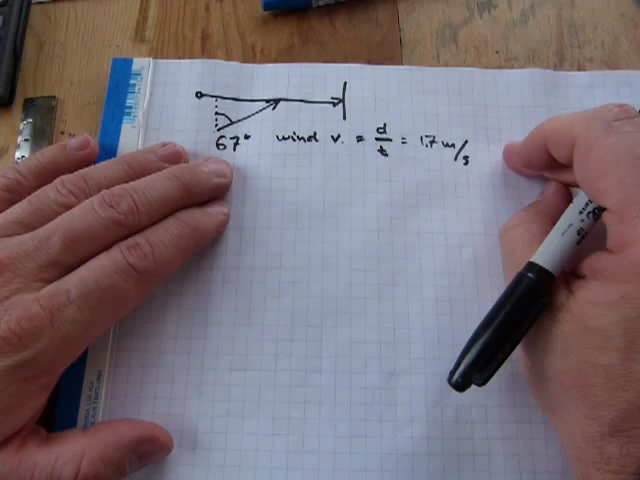 67° wind v. = d/t = 1.7 m/s